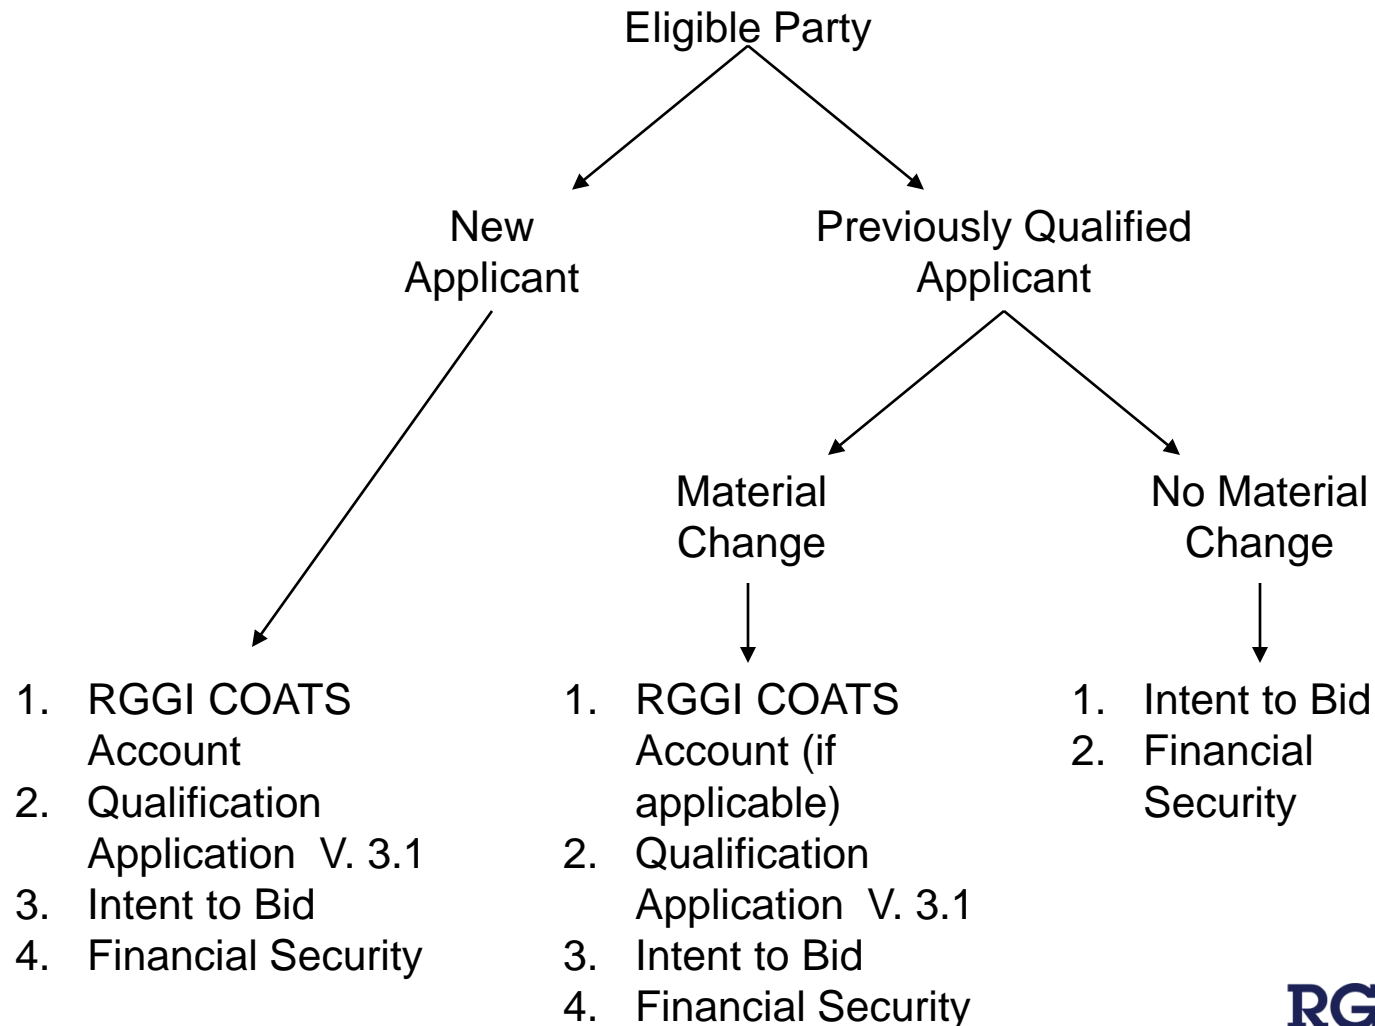 Eligible Party
New
Applicant
Previously Qualified
Applicant
Material
Change
No Material
Change
1. RGGI COATS
Account
2. Qualification
Application V. 3.1
3. Intent to Bid
4. Financial Security
1. RGGI COATS
Account (if
applicable)
2. Qualification
Application V. 3.1
3. Intent to Bid
4. Financial Security
1. Intent to Bid
2. Financial
Security
RG